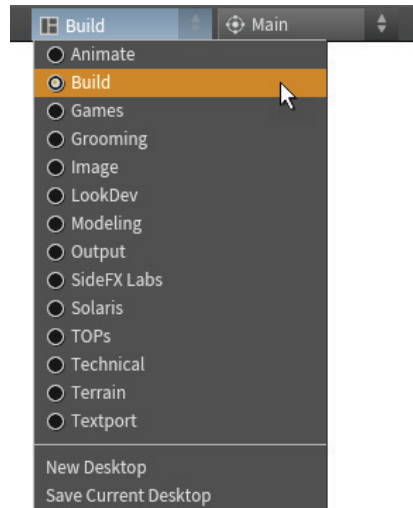 Build Main
Animate
Build
Games
Grooming
Image
LookDev
Modeling
Output
SideFX Labs
Solaris
TOPs
Technical
Terrain
Textport
New Desktop
Save Current Desktop